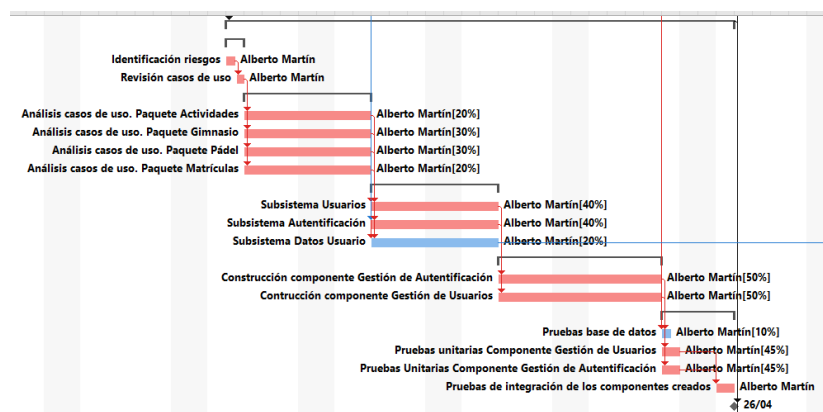 Identificación riesgos Alberto Martín
Revisión casos de uso Alberto Martín
Análisis casos de uso. Paquete Actividades Alberto Martín[20%]
Análisis casos de uso. Paquete Gimnasio Alberto Martín[30%]
Análisis casos de uso. Paquete Pádel Alberto Martín[30%]
Análisis casos de uso. Paquete Matrículas Alberto Martín[20%]
Subsistema Usuarios Alberto Martín[40%]
Subsistema Autentificación Alberto Martín[40%]
Subsistema Datos Usuario Alberto Martín[20%]
Construcción componente Gestión de Autentificación Alberto Martín[50%]
Contrucción componente Gestión de Usuarios Alberto Martín[50%]
Pruebas base de datos Alberto Martín[10%]
Pruebas unitarias Componente Gestión de Usuarios Alberto Martín[45%]
Pruebas Unitarias Componente Gestión de Autentificación Alberto Martín[45%]
Pruebas de integración de los componentes creados Alberto Martín
26/04